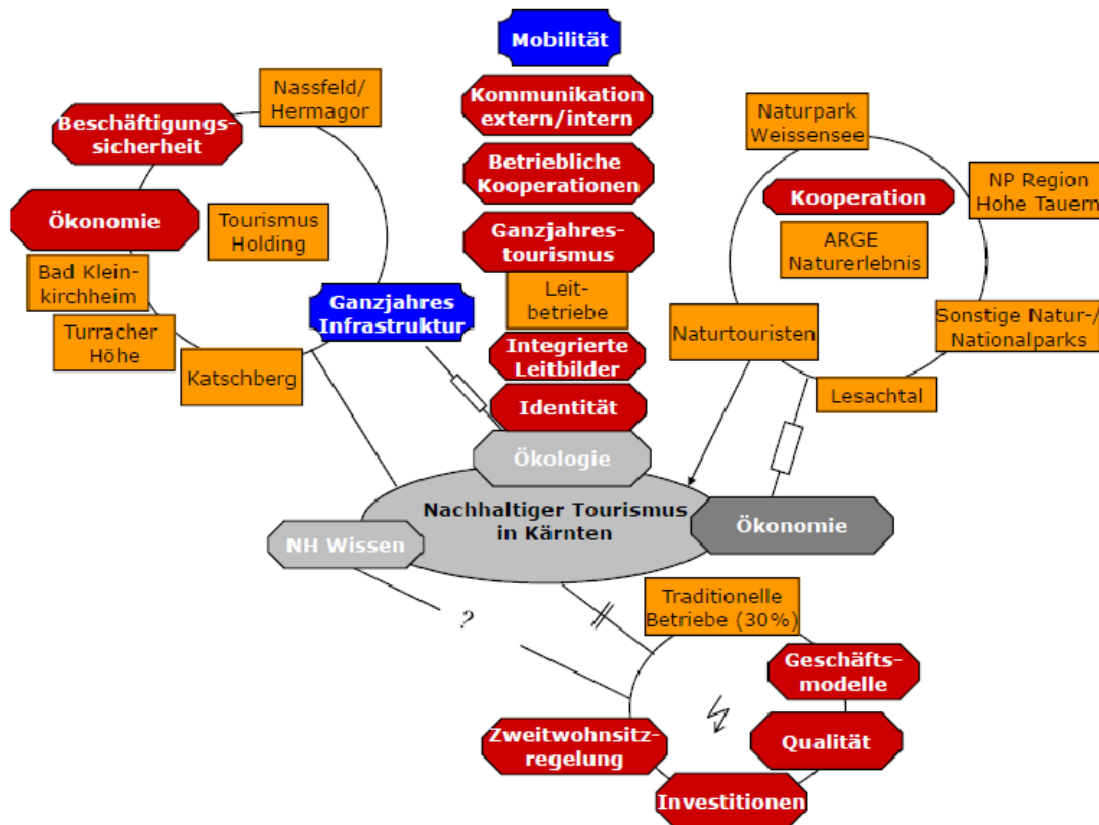 Mobilität
Kommunikation
extern/intern
Betriebliche
Kooperationen
Ganzjahres-
tourismus
Leit-
betriebe
Integrierte
Leitbilder
Identität
Ökologie
Nachhaltiger Tourismus
in Kärnten
NH Wissen
Ökonomie
Nassfeld/
Hermagor
Beschäftigungs-
sicherheit
Ökonomie
Tourismus
Holding
Bad Klein-
kirchheim
Turracher
Höhe
Katschberg
Ganzjahres
Infrastruktur
Naturpark
Weissensee
NP Region
Hohe Tauern
Kooperation
ARGE
Naturerlebnis
Naturtouristen
Sonstige Natur-/
Nationalparks
Lesachtal
?
Traditionelle
Betriebe (30%)
Geschäfts-
modelle
Qualität
Zweitwohnsitz-
regelung
Investitionen